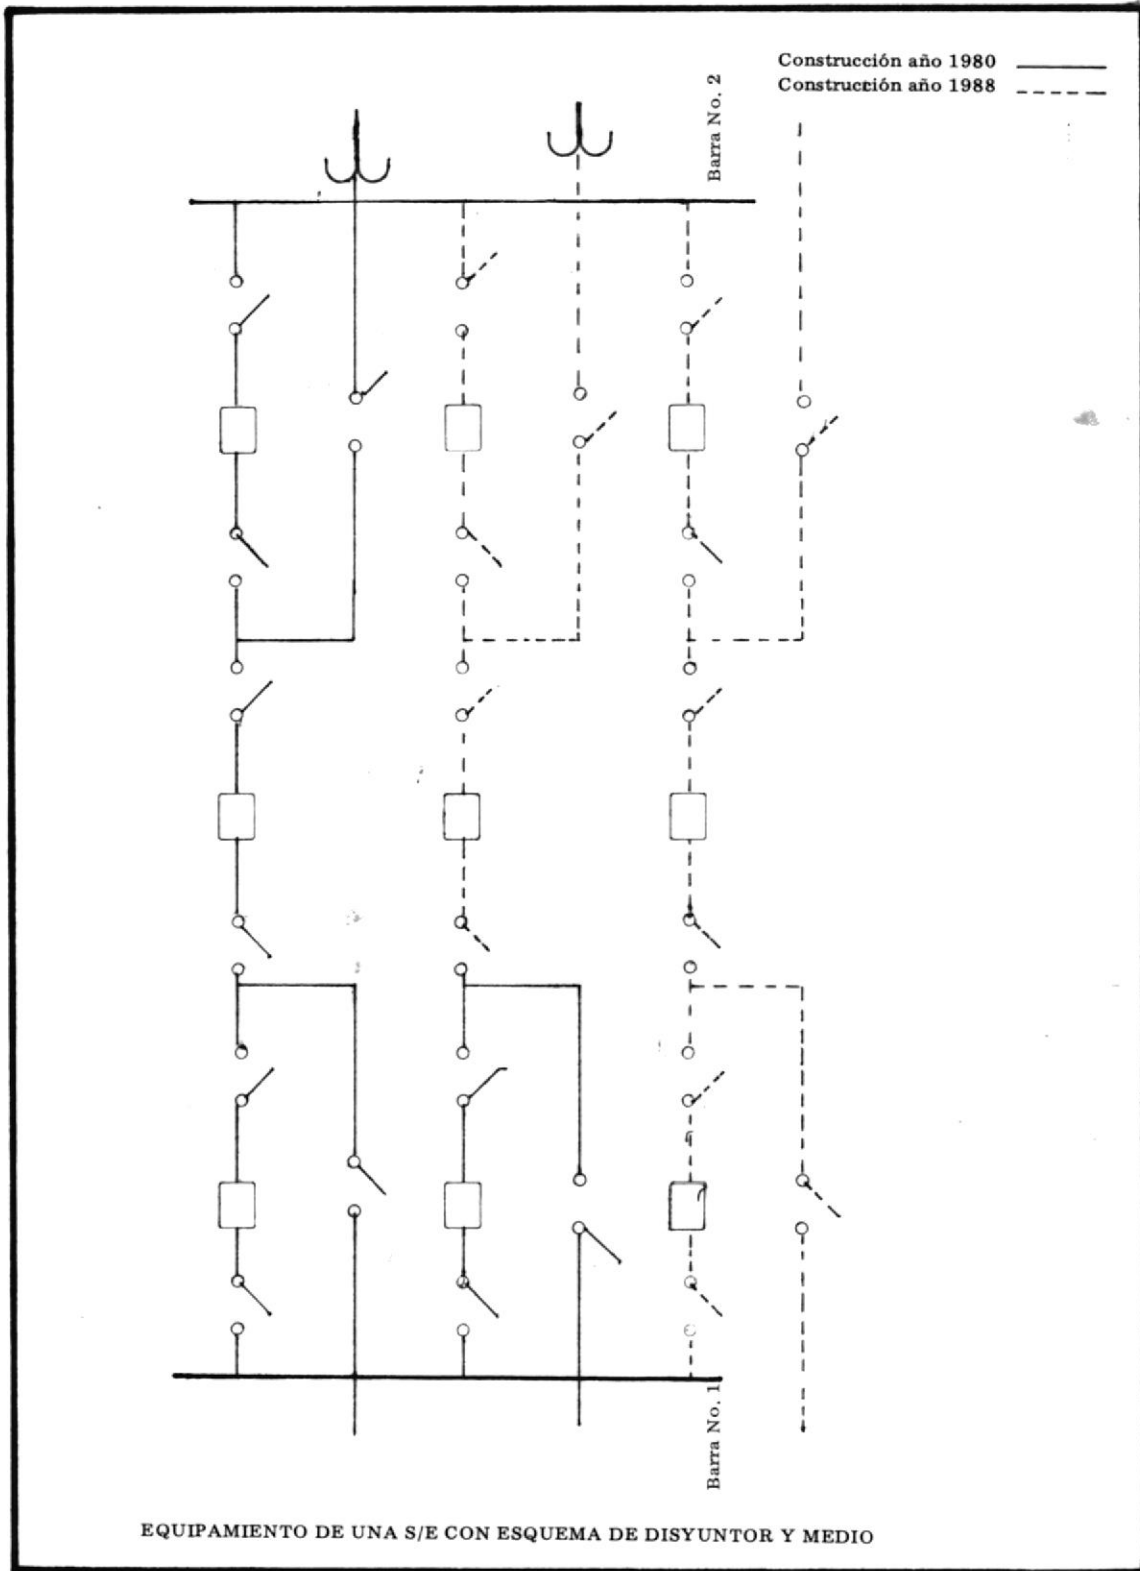 Construcción año 1980
Construcción año 1988
Barra No. 2
Barra No. 1
EQUIPAMIENTO DE UNA S/E CON ESQUEMA DE DISYUNTOR Y MEDIO